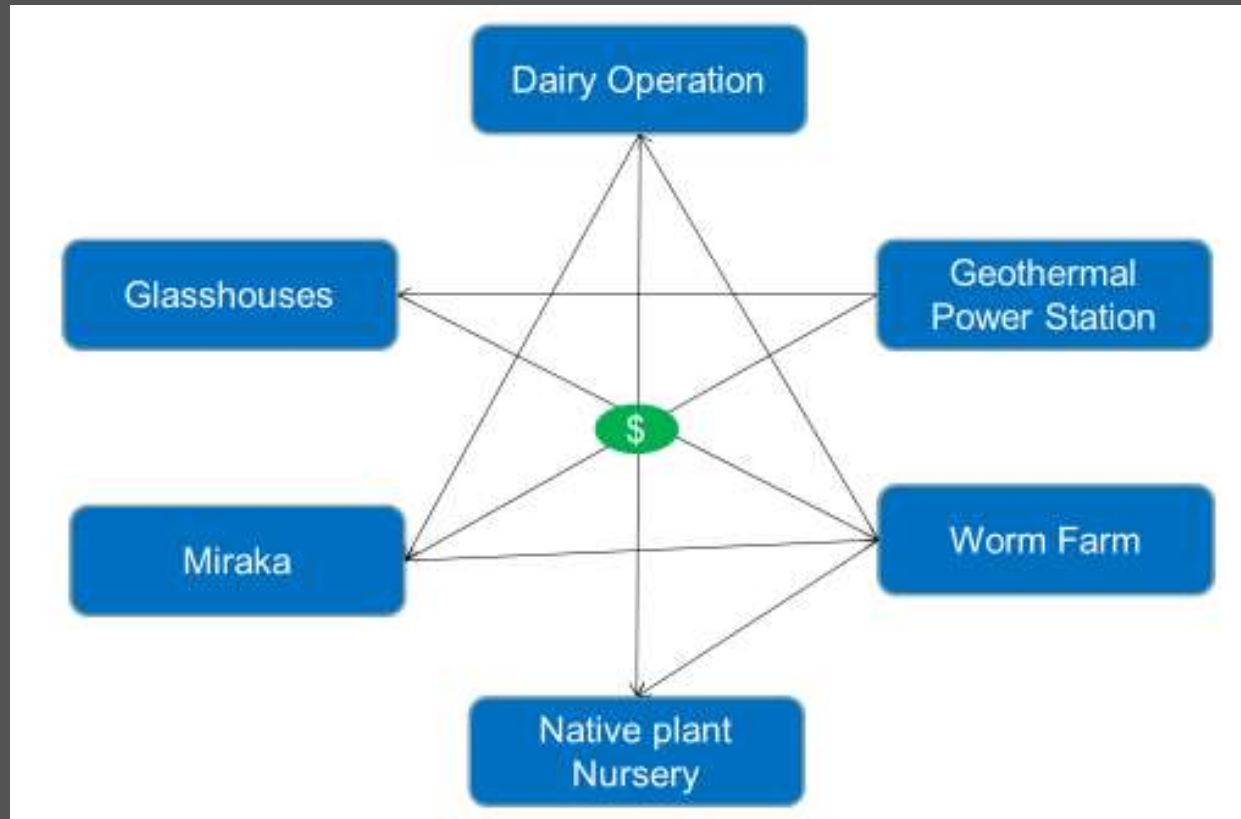 Dairy Operation
Glasshouses
Geothermal
Power Station
$
Miraka
Worm Farm
Native plant
Nursery